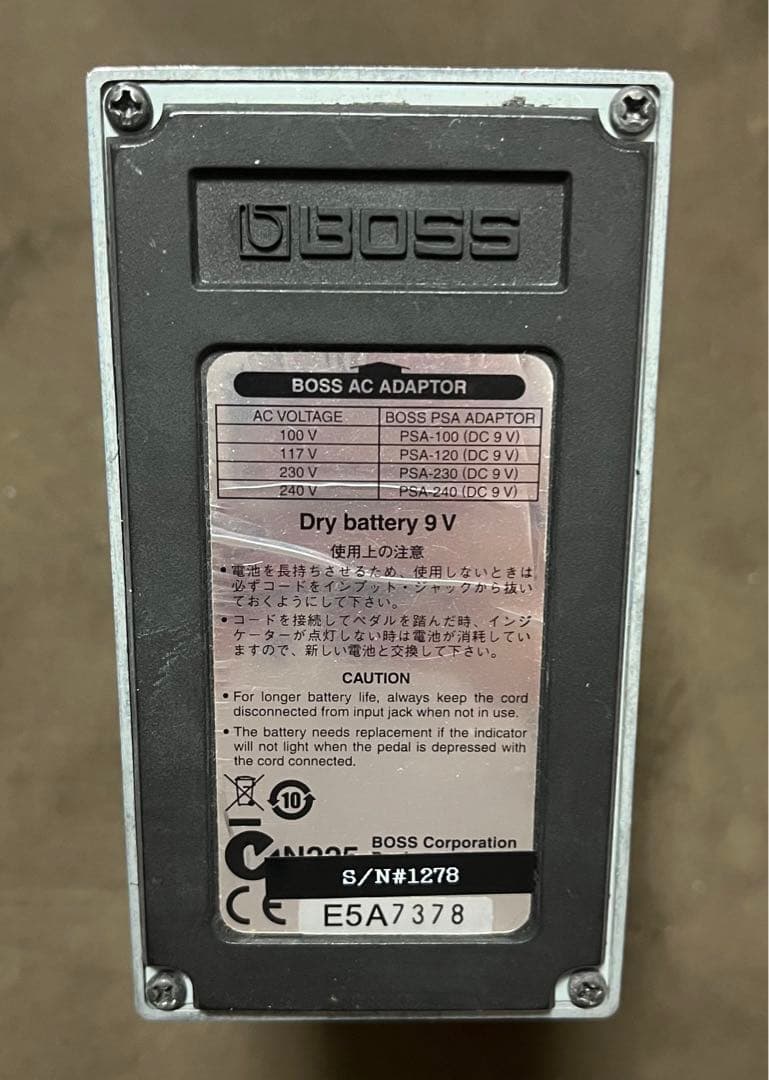 BOSS
BOSS AC ADAPTOR
AC VOLTAGE BOSS PSA ADAPTOR
100 V PSA-100 (DC 9 V)
117 V PSA-120 (DC 9 V)
230 V PSA-230 (DC 9 V)
240 V PSA-240 (DC 9 V)
Dry battery 9 V
使用上の注意
• 電池を長持ちさせるため、使用しないときは
必ずコードをインプット・ジャックから抜い
ておくようにして下さい。
• コードを接続してペダルを踏んだ時、インジ
ケーターが点灯しない時は電池が消耗してい
ますので、新しい電池と交換して下さい。
CAUTION
• For longer battery life, always keep the cord
disconnected from input jack when not in use.
• The battery needs replacement if the indicator
will not light when the pedal is depressed with
the cord connected.
10
BOSS Corporation
S/N#1278
CE
E5A7378